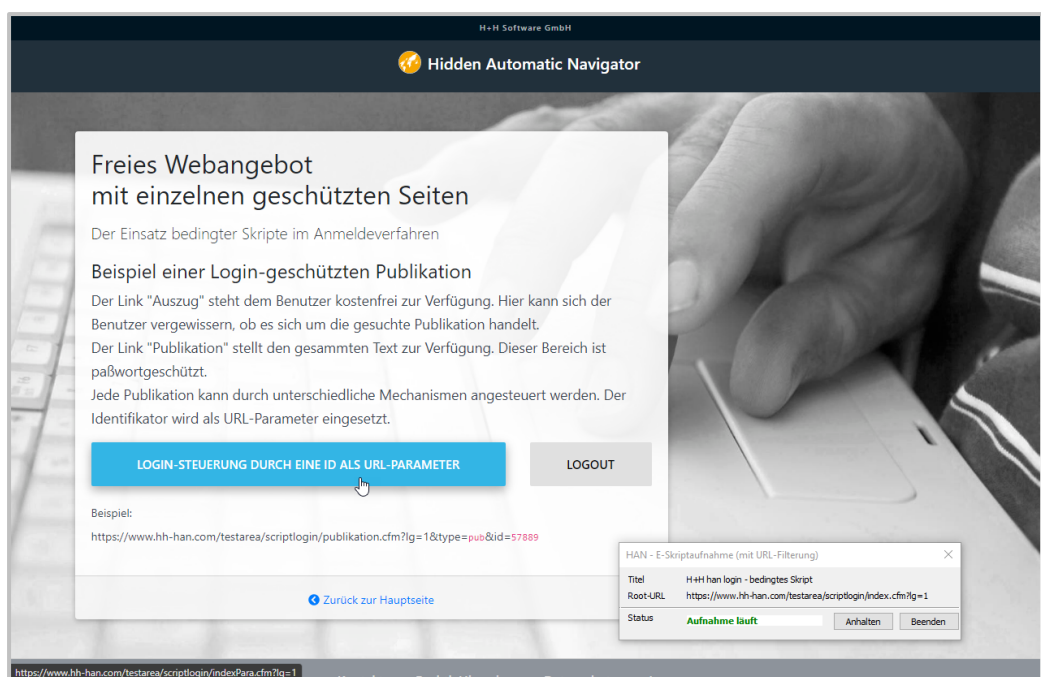 H+H Software GmbH
Hidden Automatic Navigator
Freies Webangebot
mit einzelnen geschützten Seiten
Der Einsatz bedingter Skripte im Anmeldeverfahren
Beispiel einer Login-geschützten Publikation
Der Link "Auszug" steht dem Benutzer kostenfrei zur Verfügung. Hier kann sich der
Benutzer vergewissern, ob es sich um die gesuchte Publikation handelt.
Der Link "Publikation" stellt den gesammten Text zur Verfügung. Dieser Bereich ist
paßwortgeschützt.
Jede Publikation kann durch unterschiedliche Mechanismen angesteuert werden. Der
Identifikator wird als URL-Parameter eingesetzt.
LOGIN-STEUERUNG DURCH EINE ID ALS URL-PARAMETER
LOGOUT
Beispiel:
https://www.hh-han.com/testarea/scriptlogin/publikation.cfm?lg=1&type=pub&id=57889
Zurück zur Hauptseite
HAN - E-Skriptaufnahme (mit URL-Filterung)
Titel H+H han login - bedingtes Skript
Root-URL https://www.hh-han.com/testarea/scriptlogin/index.cfm?lg=1
Status Aufnahme läuft Anhalten Beenden
https://www.hh-han.com/testarea/scriptlogin/indexPara.cfm?lg=1